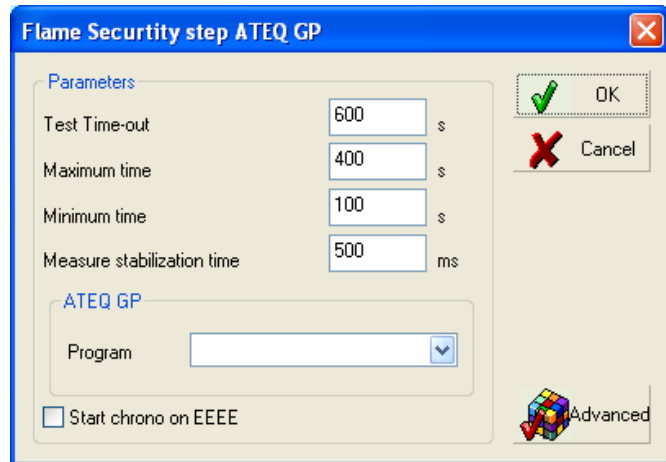 Flame Securtity step ATEQ GP
Parameters
Test Time-out 600 s
Maximum time 400 s
Minimum time 100 s
Measure stabilization time 500 ms
ATEQ GP
Program
Start chrono on EEEE
OK
Cancel
Advanced